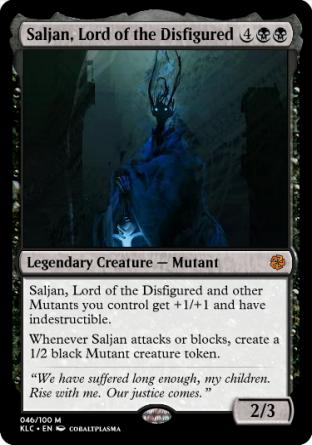 Saljan, Lord of the Disfigured 4
Legendary Creature — Mutant
Saljan, Lord of the Disfigured and other
Mutants you control get +1/+1 and have
indestructible.
Whenever Saljan attacks or blocks, create a
1/2 black Mutant creature token.
“We have suffered long enough, my children.
Rise with me. Our justice comes.”
2/3
046/100 M
KLC • EN COBALTPLASMA